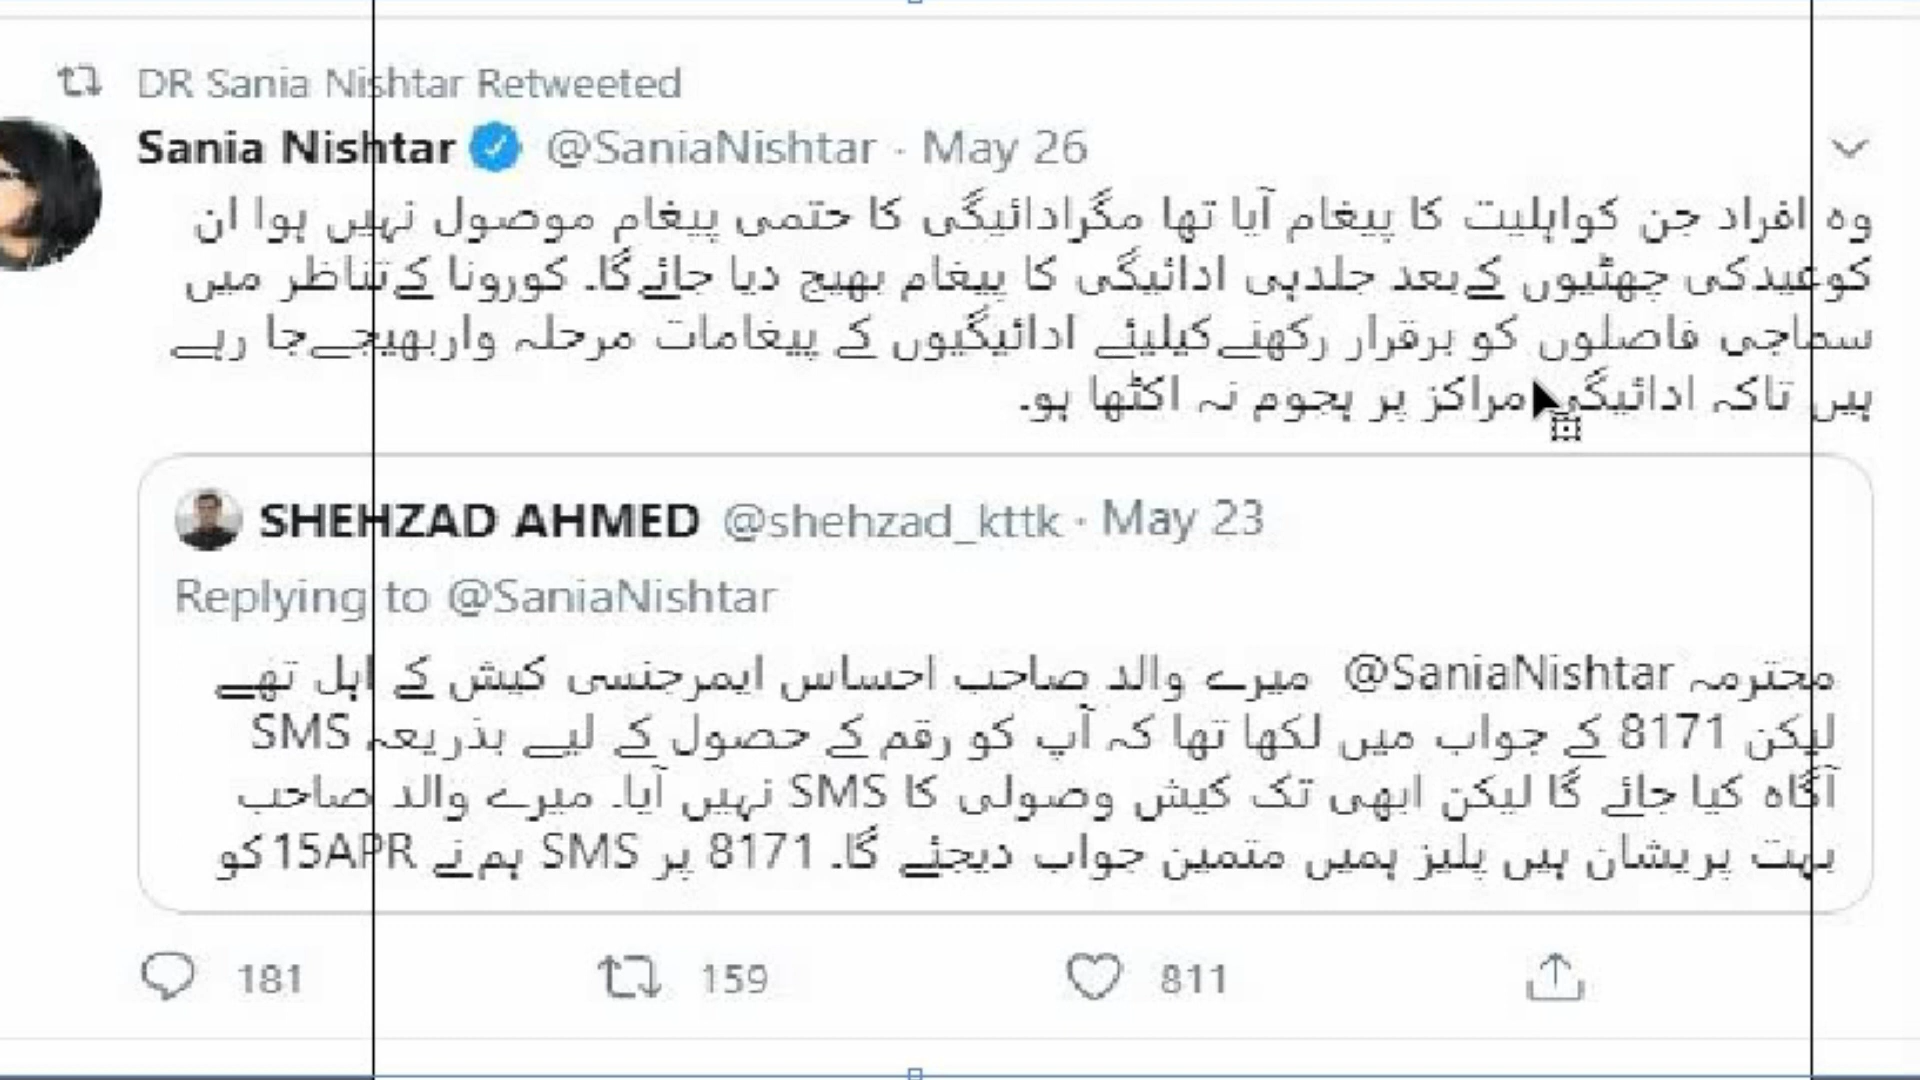 DR Sania Nishtar Retweeted
Sania Nishtar @SaniaNishtar · May 26
وہ افراد جن کواہلیت کا پیغام آیا تھا مگرادائیگی کا حتمی پیغام موصول نہیں ہوا ان
کوعیدکی چھٹیوں کےبعد جلدہی ادائیگی کا پیغام بھیج دیا جائےگا۔ کورونا کےتناظر میں
سماجی فاصلوں کو برقرار رکھنےکیلیئے ادائیگیوں کے پیغامات مرحلہ واربھیجےجا رہے
ہیں تاکہ ادائیگی مراکز پر ہجوم نہ اکٹھا ہو۔
SHEHZAD AHMED @shehzad_kttk · May 23
Replying to @SaniaNishtar
محترمہ @SaniaNishtar میرے والد صاحب احساس ایمرجنسی کیش کے اہل تھے
لیکن 8171 کے جواب میں لکھا تھا کہ آپ کو رقم کے حصول کے لیے بذریعہ SMS
آگاہ کیا جائے گا لیکن ابھی تک کیش وصولی کا SMS نہیں آیا۔ میرے والد صاحب
بہت پریشان ہیں پلیز ہمیں متمین جواب دیجئے گا۔ 8171 پر SMS ہم نے 15APR کو
181 159 811